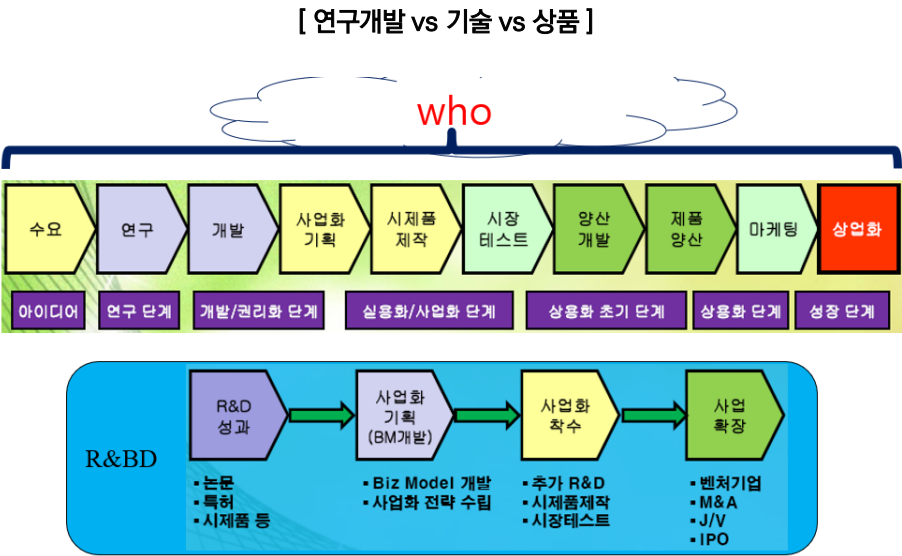 [ 연구개발 vs 기술 vs 상품 ]
who
수요
연구
개발
사업화
기획
시제품
제작
시장
테스트
양산
개발
제품
양산
마케팅
상업화
아이디어
연구 단계
개발/권리화 단계
실용화/사업화 단계
상용화 초기 단계
상용화 단계
성장 단계
R&BD
R&D
성과
사업화
기획
(BM개발)
사업화
착수
사업
확장
▪ 논문
▪ 특허
▪ 시제품 등
▪ Biz Model 개발
▪ 사업화 전략 수립
▪ 추가 R&D
▪ 시제품제작
▪ 시장테스트
▪ 벤처기업
▪ M&A
▪ J/V
▪ IPO